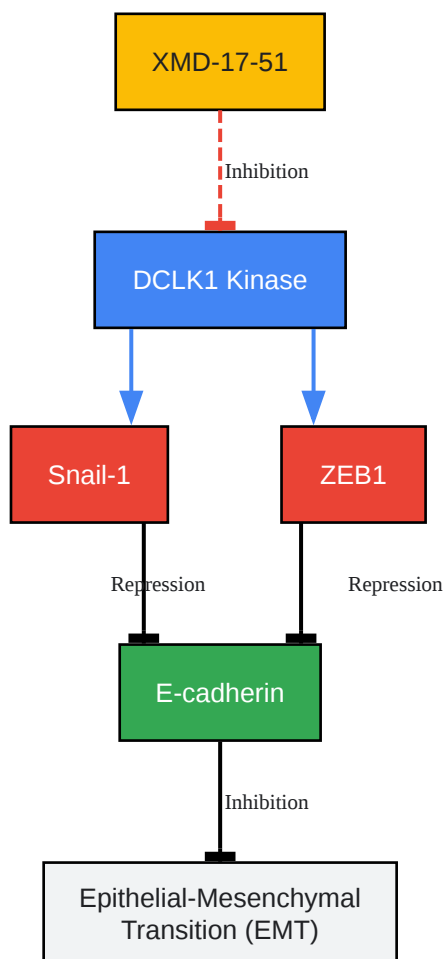 XMD-17-51
Inhibition
DCLK1 Kinase
Snail-1
ZEB1
Repression
Repression
E-cadherin
Inhibition
Epithelial-Mesenchymal
Transition (EMT)